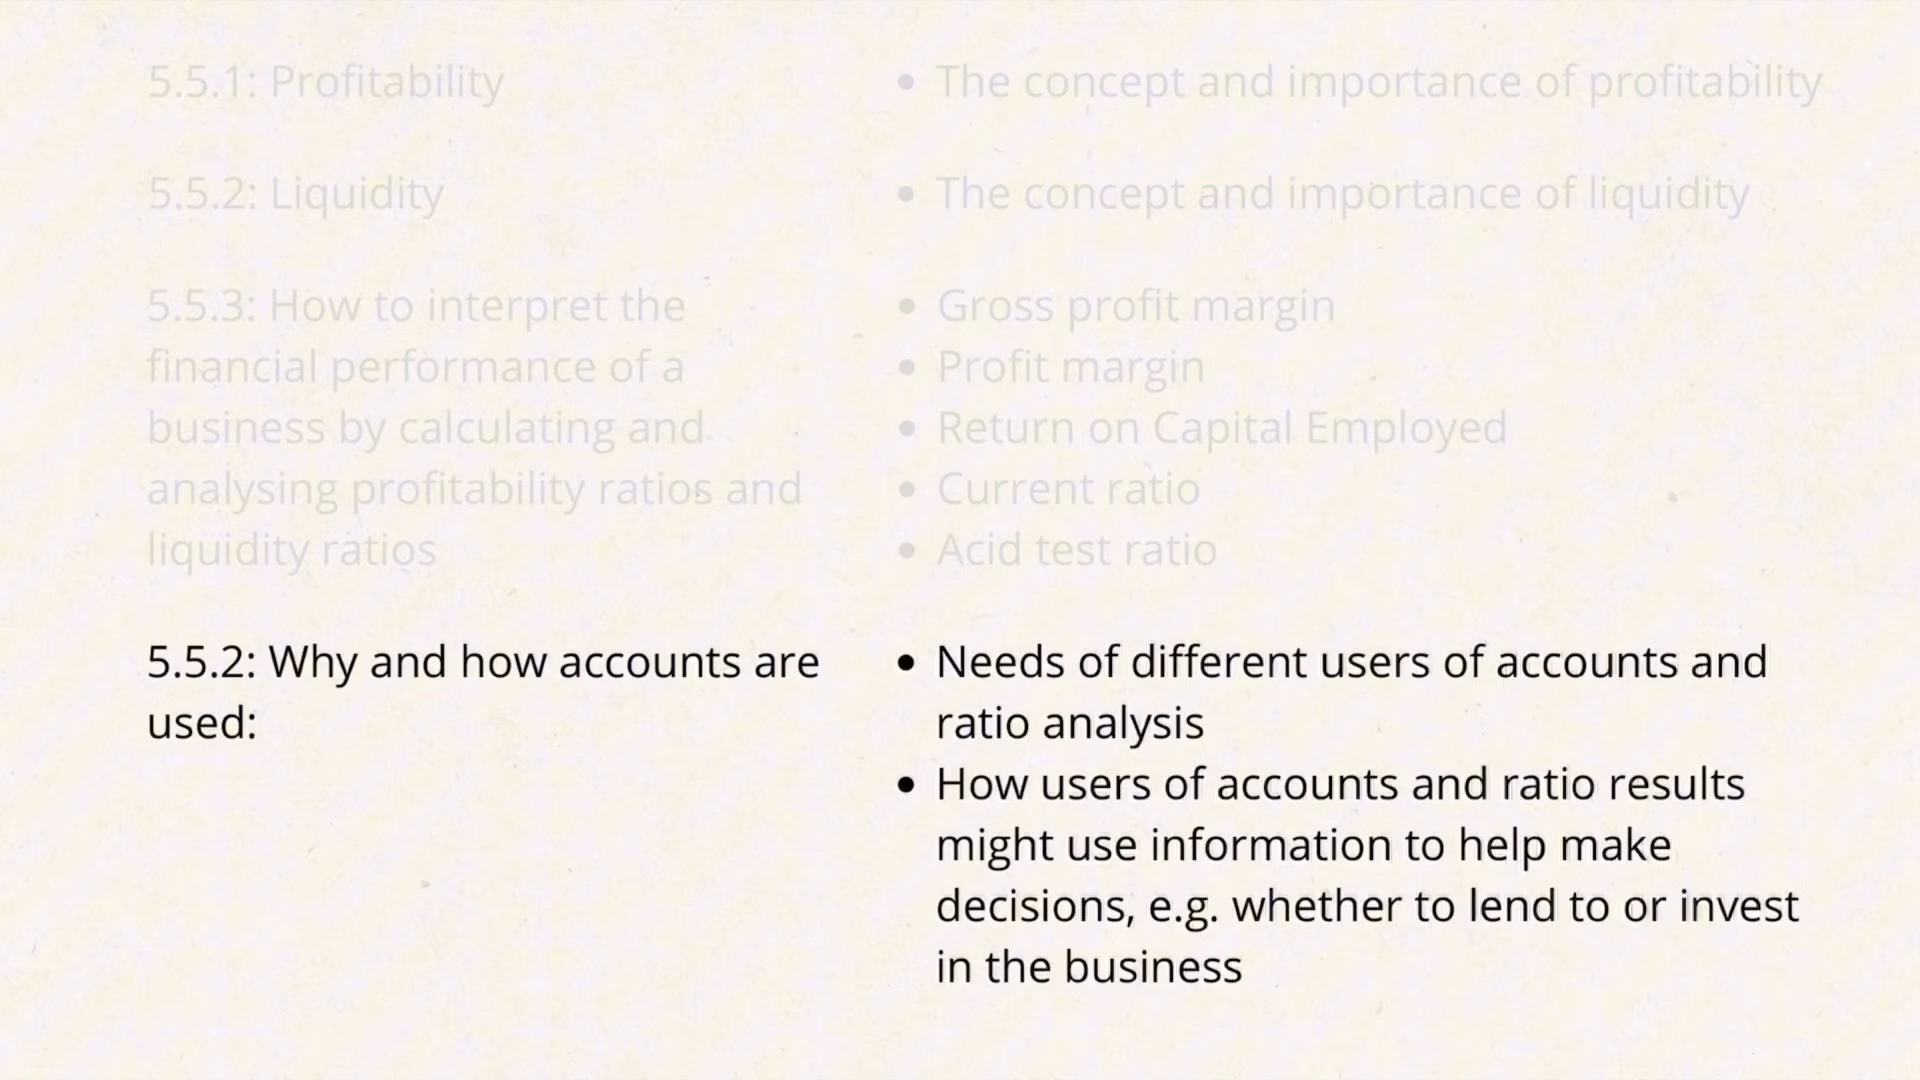 5.5.1: Profitability
• The concept and importance of profitability
5.5.2: Liquidity
• The concept and importance of liquidity
5.5.3: How to interpret the
financial performance of a
business by calculating and
analysing profitability ratios and
liquidity ratios
• Gross profit margin
• Profit margin
• Return on Capital Employed
• Current ratio
• Acid test ratio
5.5.2: Why and how accounts are
used:
• Needs of different users of accounts and
ratio analysis
• How users of accounts and ratio results
might use information to help make
decisions, e.g. whether to lend to or invest
in the business